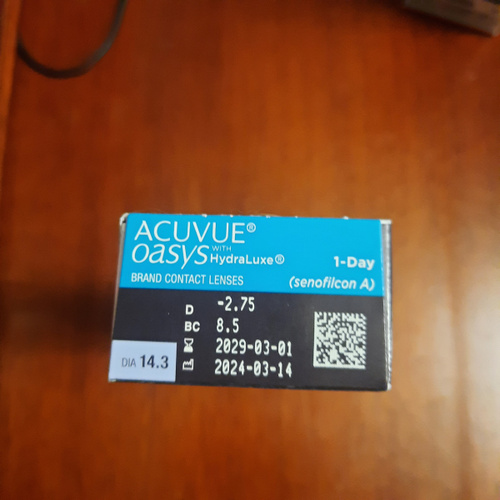 ACUVUE®
oasys WITH HydraLuxe®
1-Day
BRAND CONTACT LENSES (senofilcon A)
D -2.75
BC 8.5
2029-03-01
DIA 14.3
2024-03-14